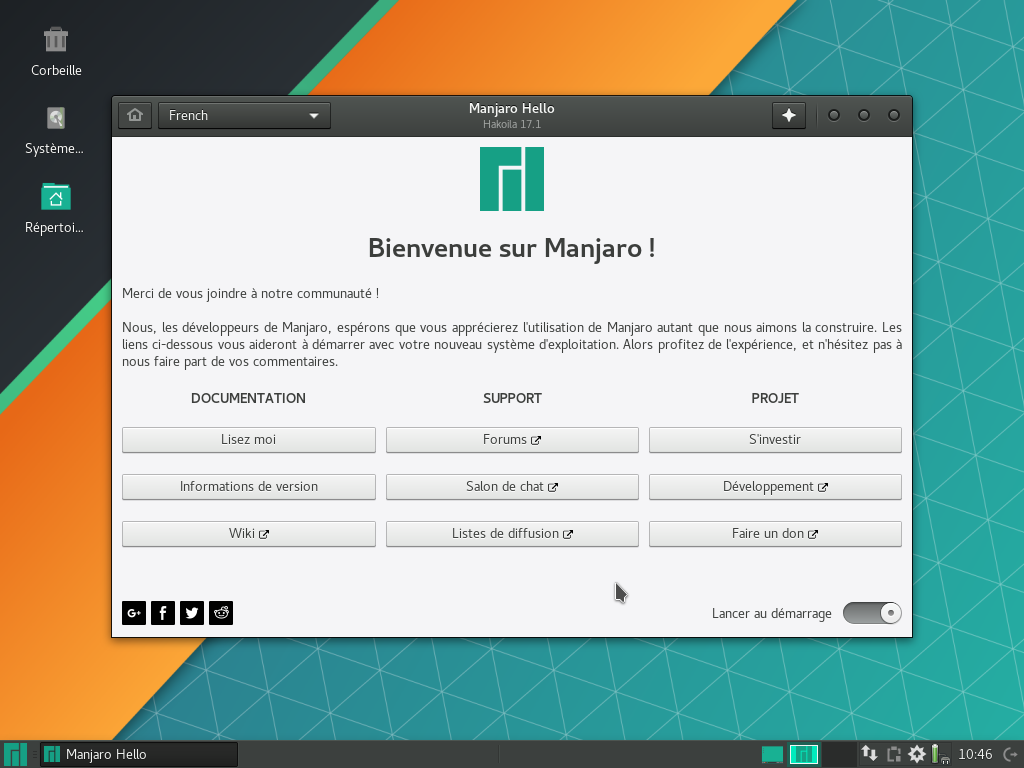 Corbeille
Système...
Répertoi...
French
Manjaro Hello
Hakoila 17.1
Bienvenue sur Manjaro !
Merci de vous joindre à notre communauté !
Nous, les développeurs de Manjaro, espérons que vous apprécierez l'utilisation de Manjaro autant que nous aimons la construire. Les
liens ci-dessous vous aideront à démarrer avec votre nouveau système d'exploitation. Alors profitez de l'expérience, et n'hésitez pas à
nous faire part de vos commentaires.
DOCUMENTATION
SUPPORT
PROJET
Lisez moi
Forums
S'investir
Informations de version
Salon de chat
Développement
Wiki
Listes de diffusion
Faire un don
G+
Lancer au démarrage
Manjaro Hello
10:46